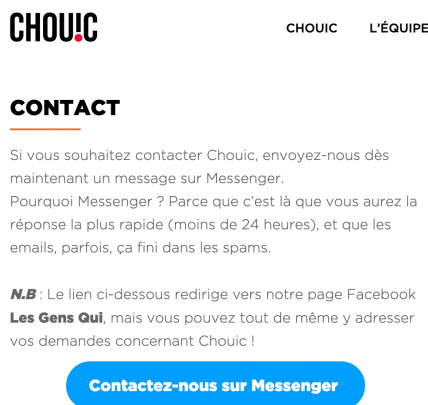 CHOU!C
CHOUIC
L'ÉQUIPE
CONTACT
Si vous souhaitez contacter Chouic, envoyez-nous dès
maintenant un message sur Messenger.
Pourquoi Messenger ? Parce que c'est là que vous aurez la
réponse la plus rapide (moins de 24 heures), et que les
emails, parfois, ça fini dans les spams.
N.B : Le lien ci-dessous redirige vers notre page Facebook
Les Gens Qui, mais vous pouvez tout de même y adresser
vos demandes concernant Chouic !
Contactez-nous sur Messenger